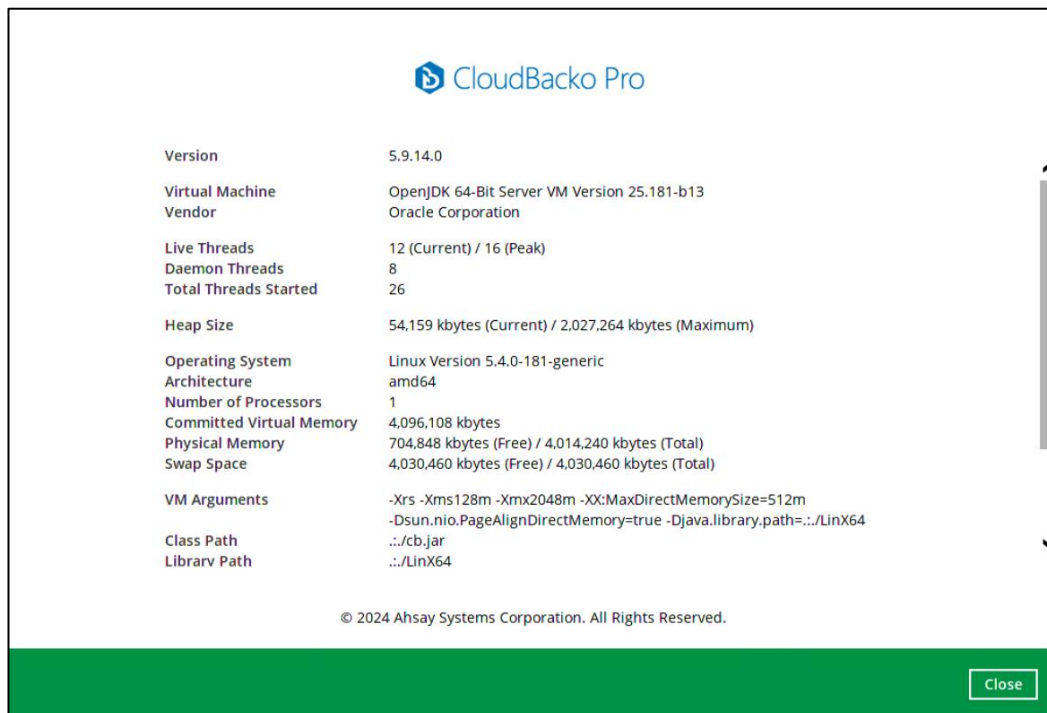 CloudBacko Pro
Version 5.9.14.0
Virtual Machine OpenJDK 64-Bit Server VM Version 25.181-b13
Vendor Oracle Corporation
Live Threads 12 (Current) / 16 (Peak)
Daemon Threads 8
Total Threads Started 26
Heap Size 54,159 kbytes (Current) / 2,027,264 kbytes (Maximum)
Operating System Linux Version 5.4.0-181-generic
Architecture amd64
Number of Processors 1
Committed Virtual Memory 4,096,108 kbytes
Physical Memory 704,848 kbytes (Free) / 4,014,240 kbytes (Total)
Swap Space 4,030,460 kbytes (Free) / 4,030,460 kbytes (Total)
VM Arguments -Xrs -Xms128m -Xmx2048m -XX:MaxDirectMemorySize=512m
-Dsun.nio.PageAlignDirectMemory=true -Djava.library.path=.:./LinX64
Class Path .:./cb.jar
Library Path .:./LinX64
© 2024 Ahsay Systems Corporation. All Rights Reserved.
Close